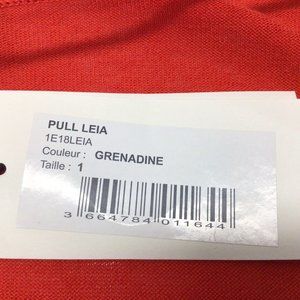 PULL LEIA
1E18LEIA
Couleur : GRENADINE
Taille : 1
3 664784 011644